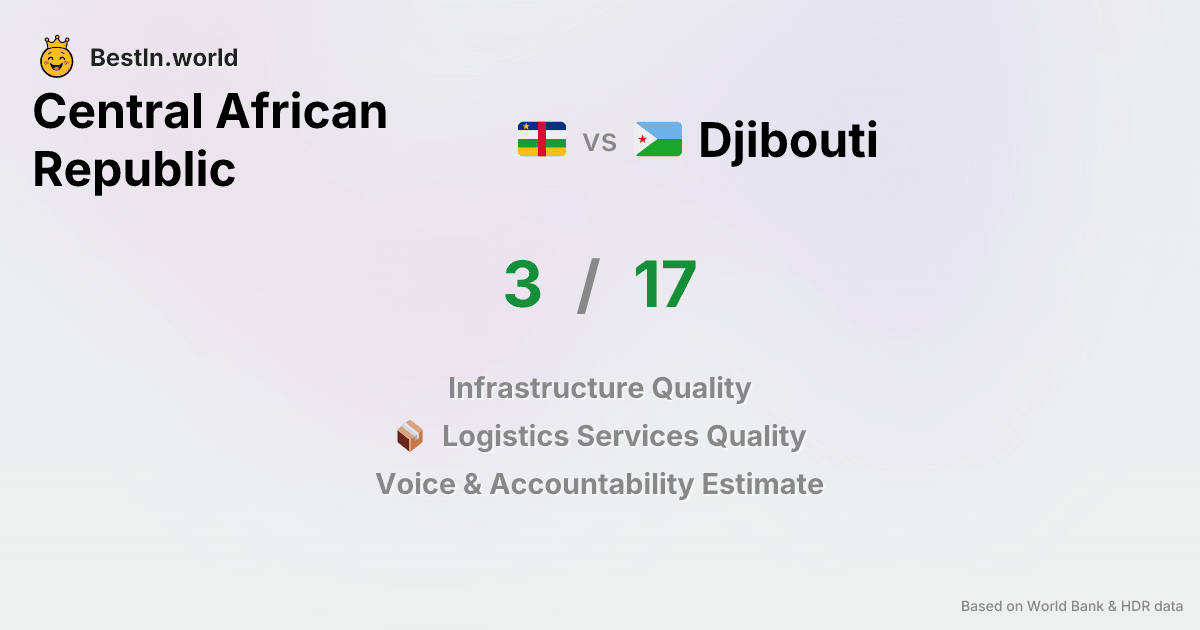 BestIn.world
Central African
Republic
vs
Djibouti
3 / 17
Infrastructure Quality
Logistics Services Quality
Voice & Accountability Estimate
Based on World Bank & HDR data